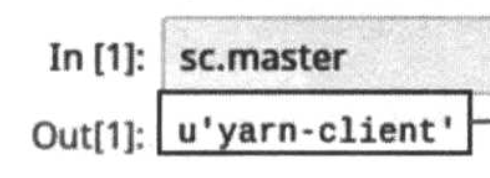 In [1]: sc.master
Out[1]: u'yarn-client'